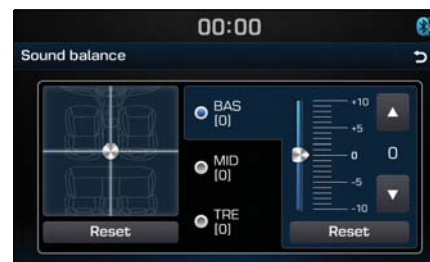 00:00
Sound balance
BAS
[0]
MID
[0]
TRE
[0]
+10
+5
0
-5
-10
0
Reset
Reset